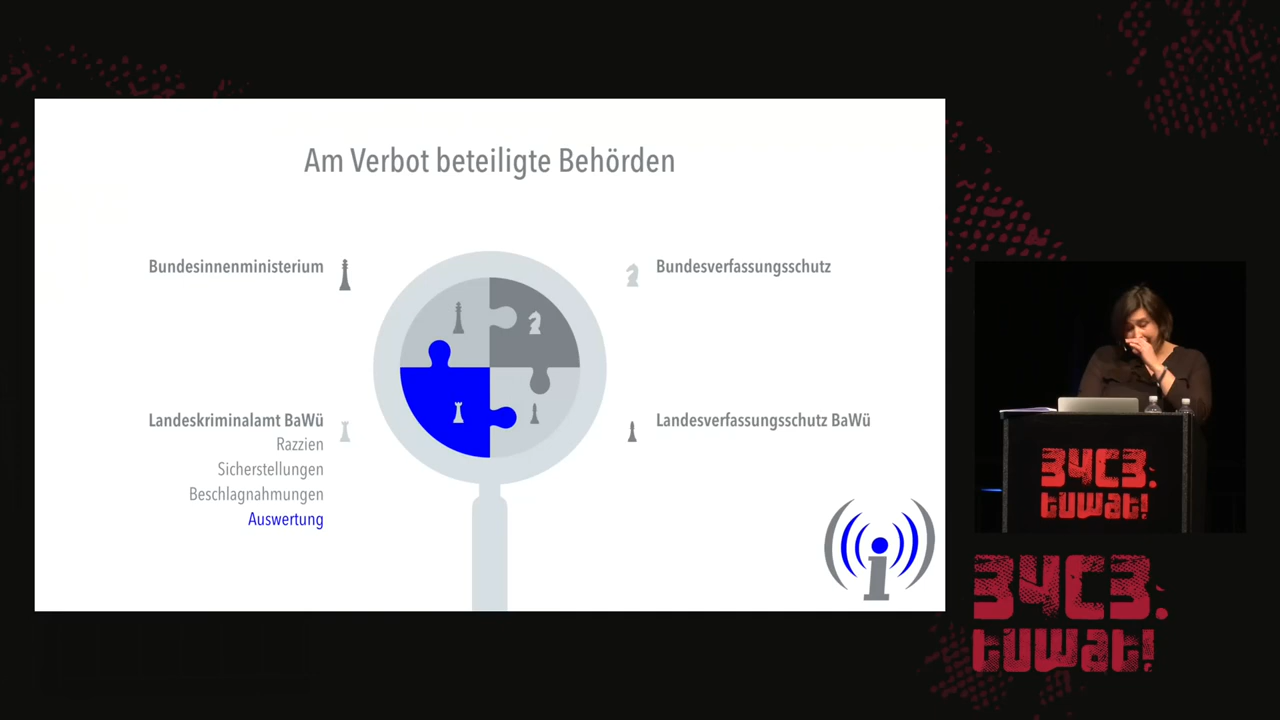 Am Verbot beteiligte Behörden
Bundesinnenministerium
Bundesverfassungsschutz
Landeskriminalamt BaWü
Razzien
Sicherstellungen
Beschlagnahmungen
Auswertung
Landesverfassungsschutz BaWü
i
34C3.
tuwat!
34C3.
tuwat!